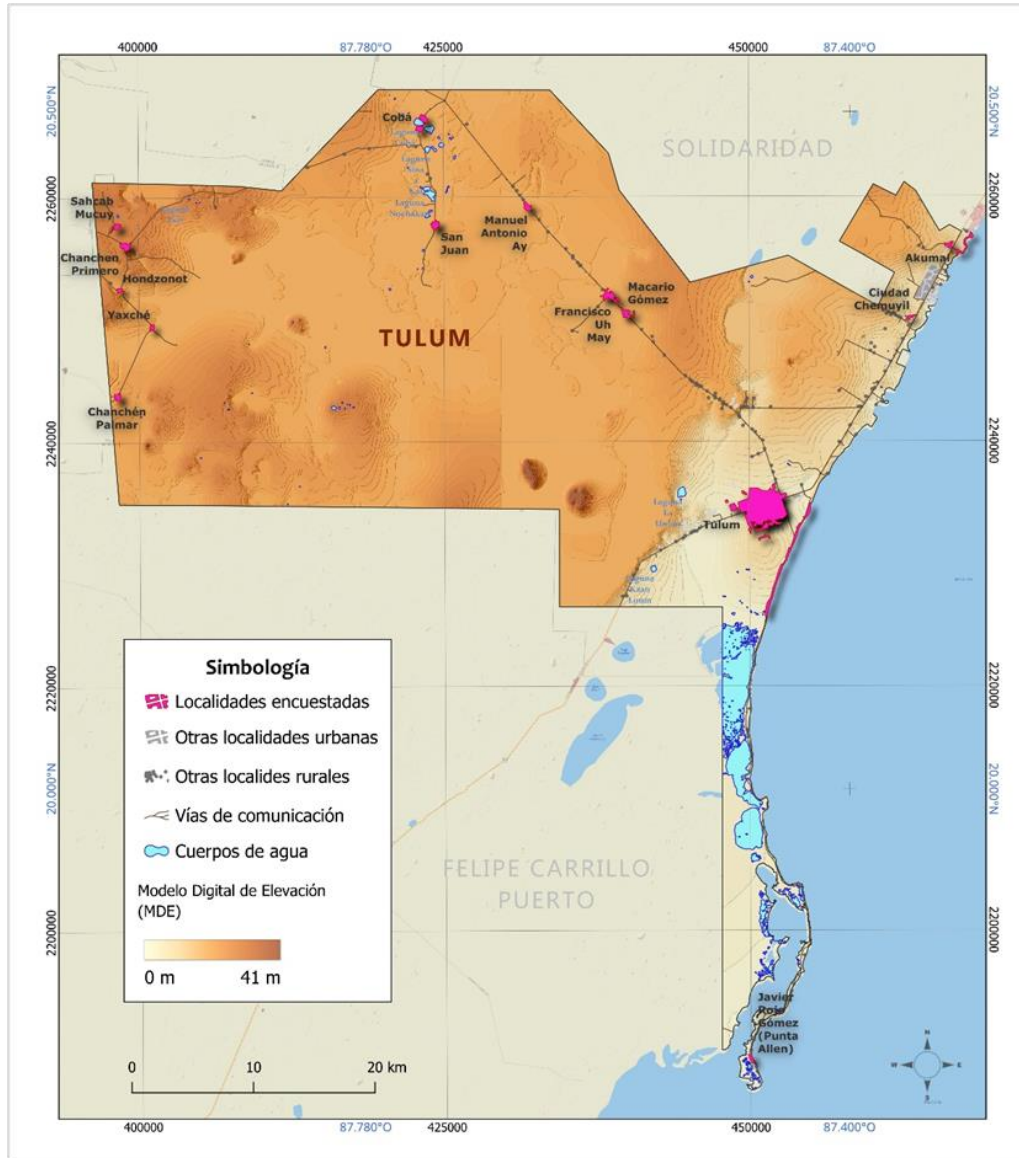 400000
87.780°O
425000
450000
87.400°O
20.500°N
20.500°N
Cobá
SOLIDARIDAD
2260000
2260000
Sahcab
Mucuy
Manuel
Antonio
Ay
San
Juan
Akumal
Chanchen
Primero
Hondzonot
Macario
Gómez
Ciudad
Chemuyil
Yaxché
Francisco
Uh
May
TULUM
Chanchén
Palmar
2240000
2240000
Laguna
La
Tulum
Laguna
Simbología
Localidades encuestadas
Otras localidades urbanas
Otras localides rurales
Vías de comunicación
Cuerpos de agua
Modelo Digital de Elevación
(MDE)
0 m
41 m
2220000
2220000
20.000°N
20.000°N
FELIPE CARRILLO
PUERTO
2200000
2200000
Javier
Rojo
Gómez
(Punta
Allen)
0
10
20 km
N
W
E
S
400000
87.780°O
425000
450000
87.400°O